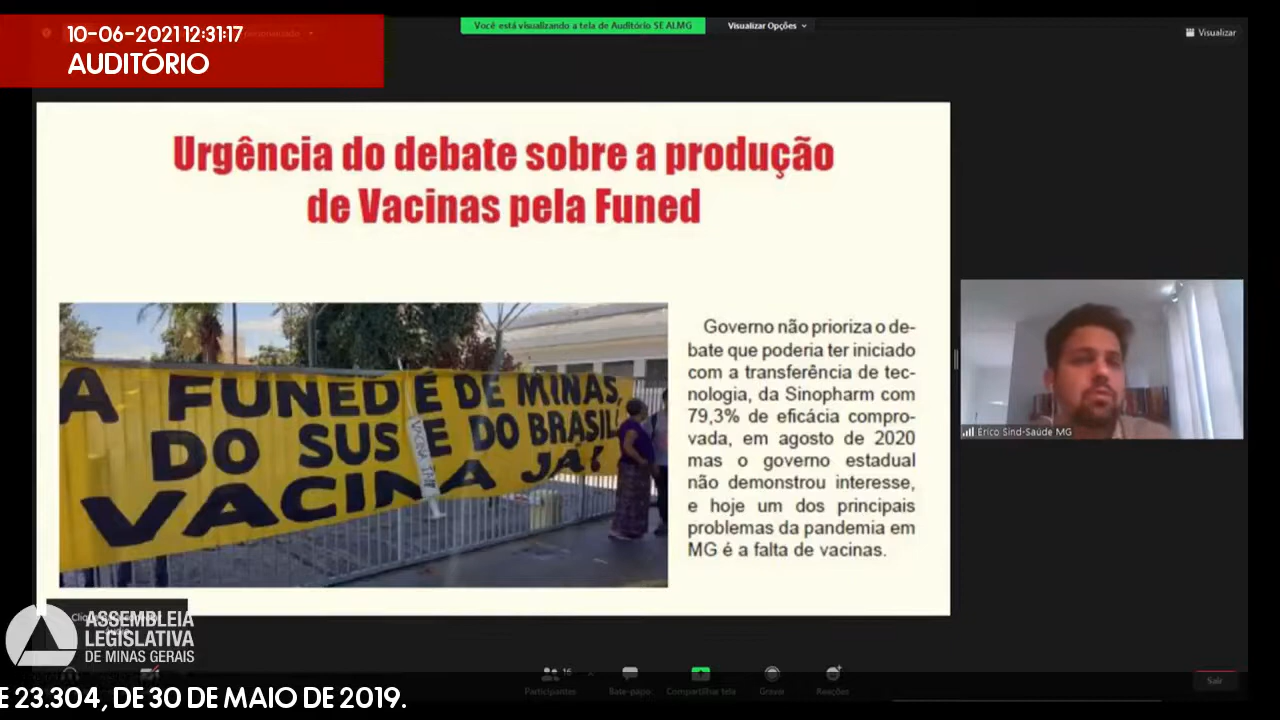 10-06-2021 12:31:17
AUDITÓRIO
Você está visualizando a tela de Auditório SE ALMG
Visualizar Opções
Visualizar
Urgência do debate sobre a produção
de Vacinas pela Funed
A FUNED É DE MINAS,
DO SUS E DO BRASIL!
VACINA JÁ!
Governo não prioriza o de-
bate que poderia ter iniciado
com a transferência de tec-
nologia, da Sinopharm com
79,3% de eficácia compro-
vada, em agosto de 2020
mas o governo estadual
não demonstrou interesse,
e hoje um dos principais
problemas da pandemia em
MG é a falta de vacinas.
Erico Sind-Saúde MG
ASSEMBLEIA
LEGISLATIVA
DE MINAS GERAIS
16
Participantes
Bate-papo
Compartilhar tela
Gravar
Reações
Sair
E 23.304, DE 30 DE MAIO DE 2019.